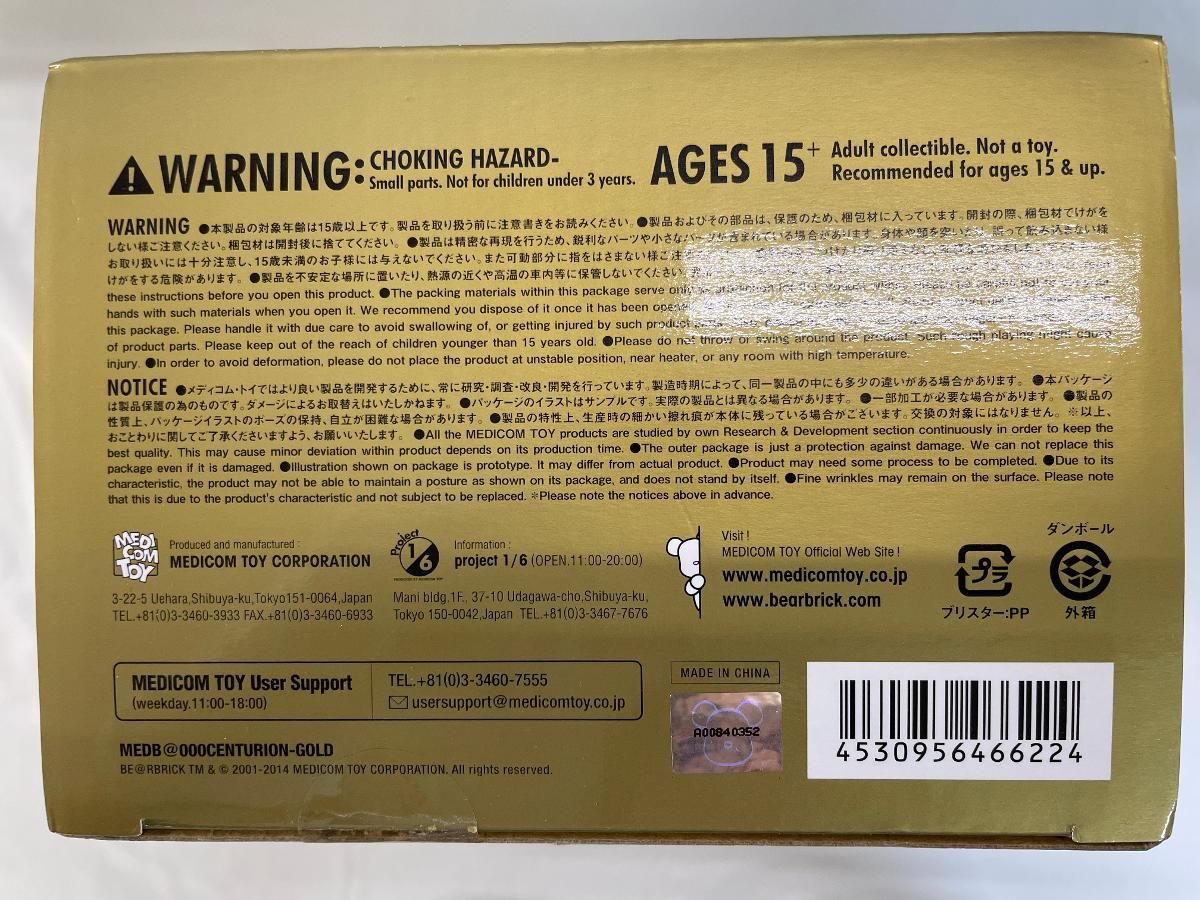 WARNING: CHOKING HAZARD-
Small parts. Not for children under 3 years.
AGES 15+ Adult collectible. Not a toy.
Recommended for ages 15 & up.
WARNING ●本製品の対象年齢は15歳以上です。製品を取り扱う前に注意書きをお読みください。●製品およびその部品は、保護のため、梱包材に入っています。開封の際、梱包材でけがを
しない様ご注意ください。梱包材は開封後に捨ててください。●製品は精密な再現を行うため、鋭利なパーツや小さなパーツが含まれている場合があります。身体や顔を突いたり、誤って飲み込まない様
お取り扱いには十分注意し、15歳未満のお子様には与えないでください。また可動部分に指をはさまない様ご注
けがをする危険があります。●製品を不安定な場所に置いたり、熱源の近くや高温の車内等に保管しないでください
these instructions before you open this product. ●The packing materials within this package serve only
hands with such materials when you open it. We recommend you dispose of it once it has been opened
this package. Please handle it with due care to avoid swallowing of, or getting injured by such product
of product parts. Please keep out of the reach of children younger than 15 years old. ●Please do not throw or swing around the product. Such rough playing might cause
injury. ●In order to avoid deformation, please do not place the product at unstable position, near heater, or any room with high temperature.
NOTICE ●メディコム・トイではより良い製品を開発するために、常に研究・調査・改良・開発を行っています。製造時期によって、同一製品の中にも多少の違いがある場合があります。●本パッケージ
は製品保護の為のものです。ダメージによるお取替えはいたしかねます。●パッケージのイラストはサンプルです。実際の製品とは異なる場合があります。●一部加工が必要な場合があります。●製品の
性質上、パッケージイラストのポーズの保持、自立が困難な場合があります。●製品の特性上、生産時の細かい擦れ痕が本体に残っている場合がございます。交換の対象にはなりません。※以上、
おことわりに関してご了承くださいますよう、お願いいたします。●All the MEDICOM TOY products are studied by own Research & Development section continuously in order to keep the
best quality. This may cause minor deviation within product depends on its production time. ●The outer package is just a protection against damage. We can not replace this
package even if it is damaged. ●Illustration shown on package is prototype. It may differ from actual product. ●Product may need some process to be completed. ●Due to its
characteristic, the product may not be able to maintain a posture as shown on its package, and does not stand by itself. ●Fine wrinkles may remain on the surface. Please note
that this is due to the product's characteristic and not subject to be replaced. ※Please note the notices above in advance.
MEDI
COM
TOY
Produced and manufactured :
MEDICOM TOY CORPORATION
3-22-5 Uehara,Shibuya-ku,Tokyo151-0064,Japan
TEL.+81(0)3-3460-3933 FAX.+81(0)3-3460-6933
Project
1/6
PRODUCED BY MEDICOM TOY
Information :
project 1/6 (OPEN.11:00-20:00)
Mani bldg.1F., 37-10 Udagawa-cho,Shibuya-ku,
Tokyo 150-0042,Japan TEL.+81(0)3-3467-7676
Visit !
MEDICOM TOY Official Web Site !
www.medicomtoy.co.jp
www.bearbrick.com
プラ
ブリスター:PP
ダンボール
外箱
MEDICOM TOY User Support
(weekday.11:00-18:00)
TEL.+81(0)3-3460-7555
usersupport@medicomtoy.co.jp
MADE IN CHINA
A00840352
4530956466224
MEDB@000CENTURION-GOLD
BE@RBRICK TM & © 2001-2014 MEDICOM TOY CORPORATION. All rights reserved.